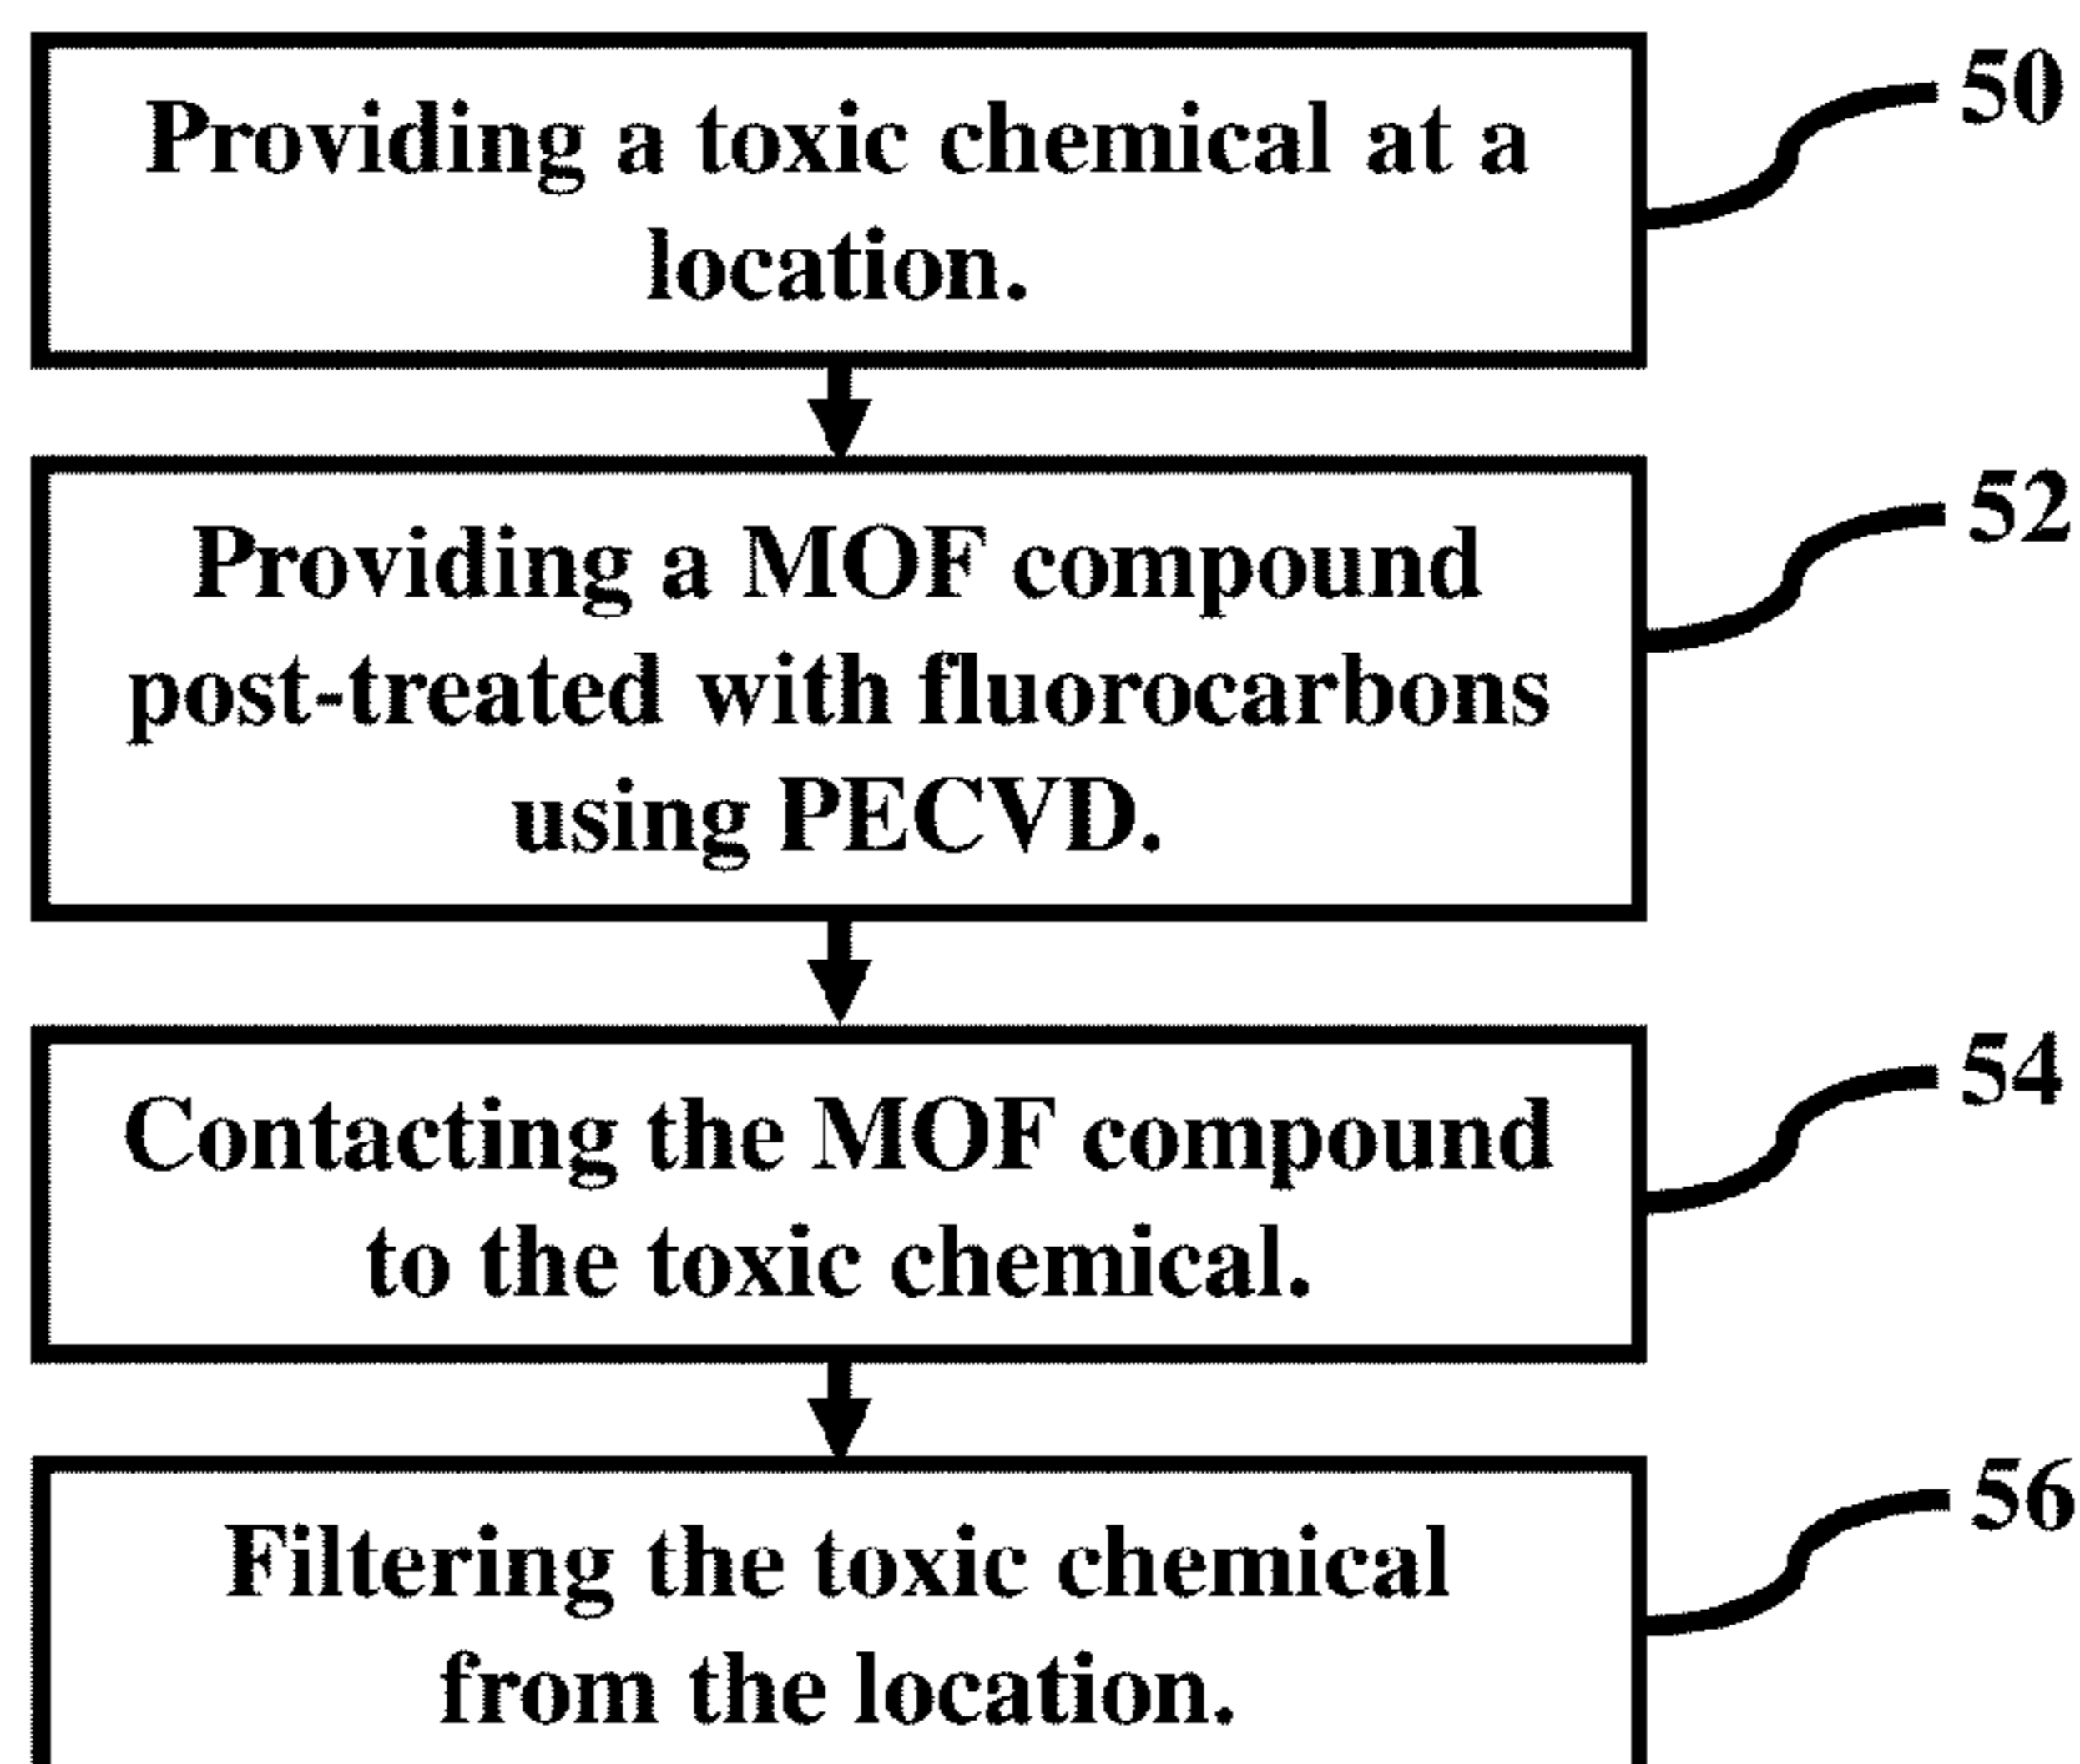 Providing a toxic chemical at a
location.
50
Providing a MOF compound
post-treated with fluorocarbons
using PECVD.
52
Contacting the MOF compound
to the toxic chemical.
54
Filtering the toxic chemical
from the location.
56